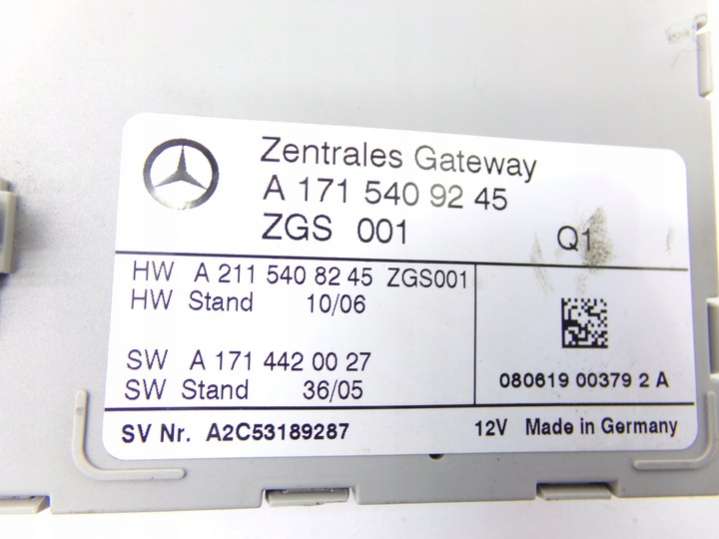 Zentrales Gateway
A 171 540 92 45
ZGS 001 Q1
HW A 211 540 82 45 ZGS001
HW Stand 10/06
SW A 171 442 00 27
SW Stand 36/05
080619 00379 2 A
SV Nr. A2C53189287
12V Made in Germany